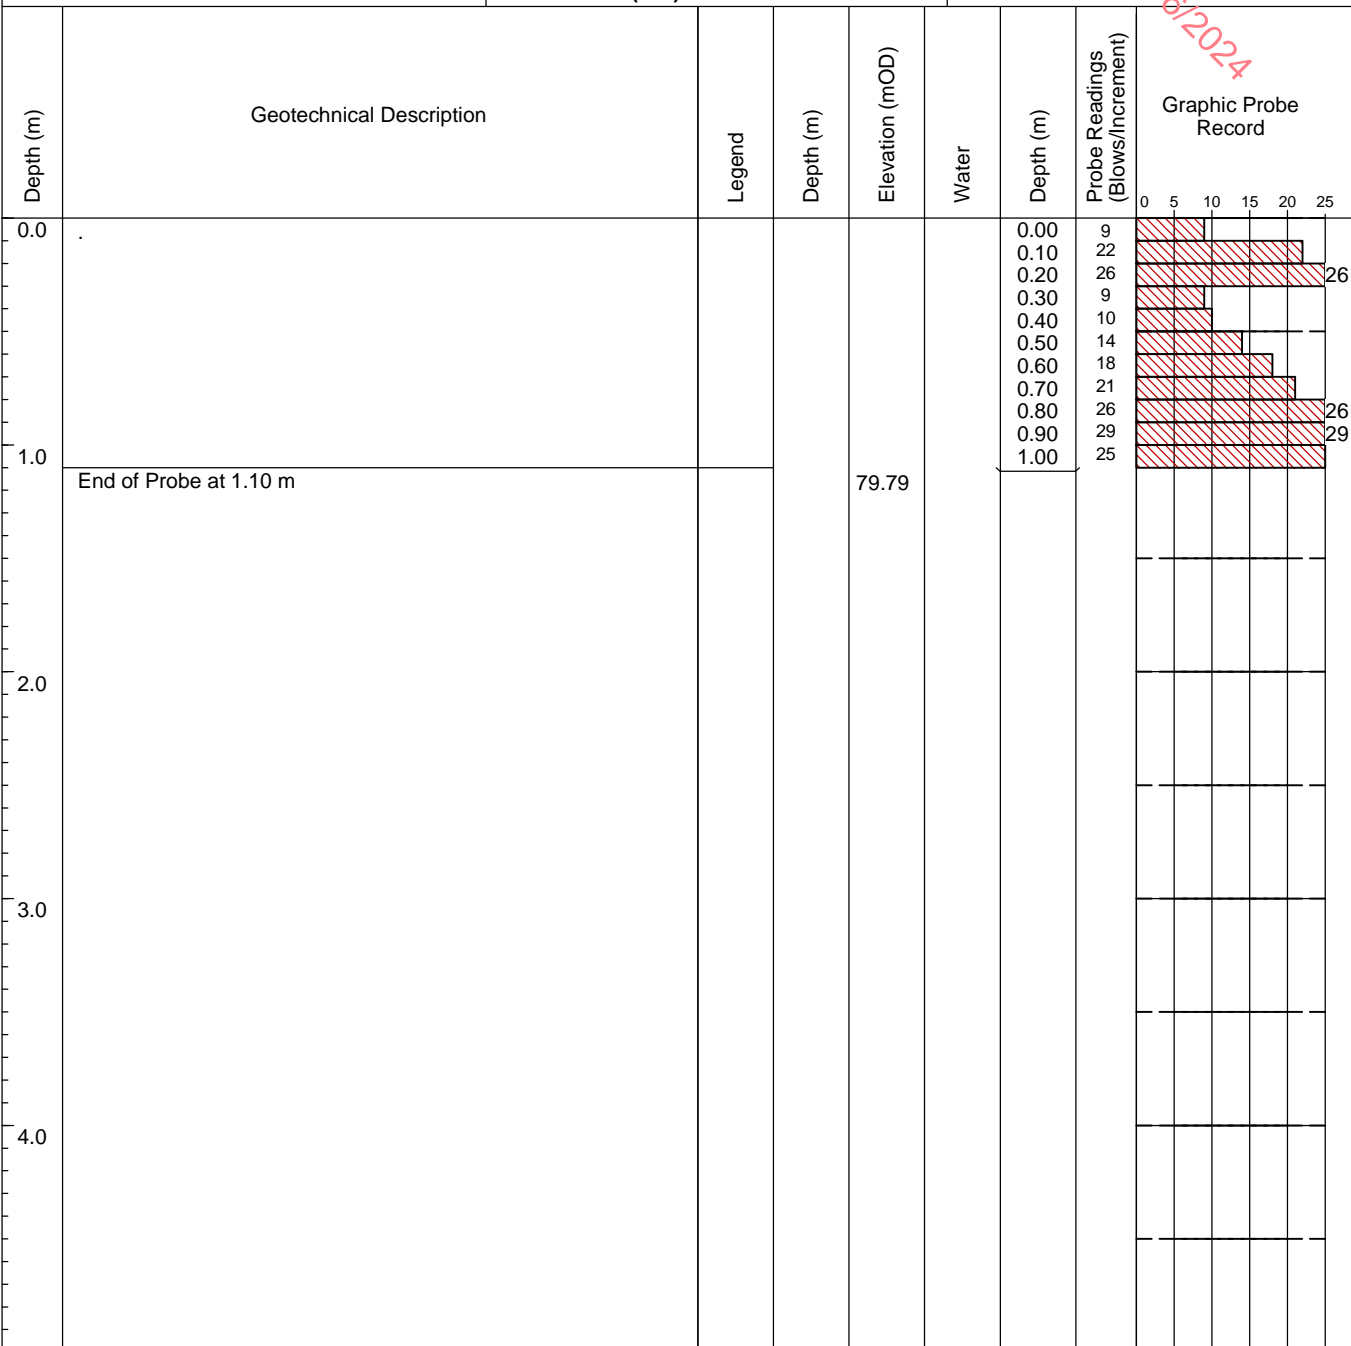 Depth (m)
Geotechnical Description
Legend
Depth (m)
Elevation (mOD)
Water
Depth (m)
Probe Readings
(Blows/Increment)
Graphic Probe
Record
0 5 10 15 20 25
0.0 . 0.00 9
0.10 22
0.20 26 26
0.30 9
0.40 10
0.50 14
0.60 18
0.70 21
0.80 26 26
0.90 29 29
1.0 1.00 25
End of Probe at 1.10 m 79.79
2.0
3.0
4.0
6/2024